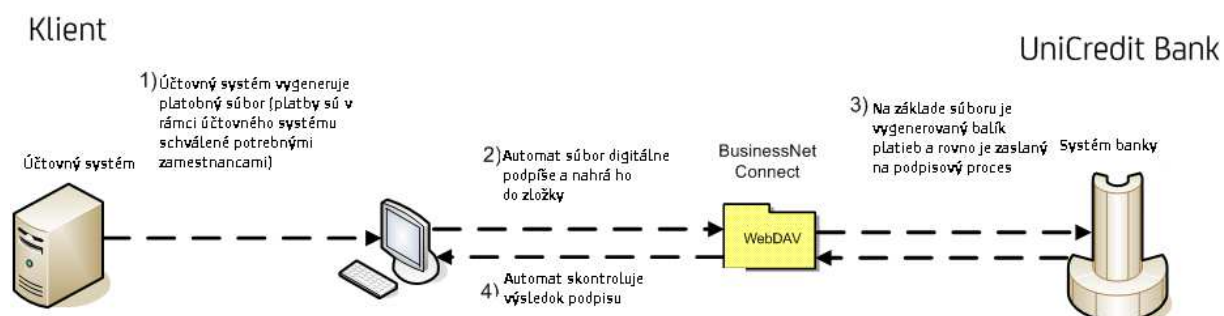 Klient
UniCredit Bank
1) Účtovný systém vygeneruje
platobný súbor (platby sú v
rámci účtovného systému
schválené potrebnými
zamestnancami)
Účtovný systém
2) Automat súbor digitálne
podpíše a nahrá ho
do zložky
BusinessNet
Connect
WebDAV
3) Na základe súboru je
vygenerovaný balík
platieb a rovno je zaslaný
na podpisový proces
Systém banky
4) Automat skontroluje
výsledok podpisu